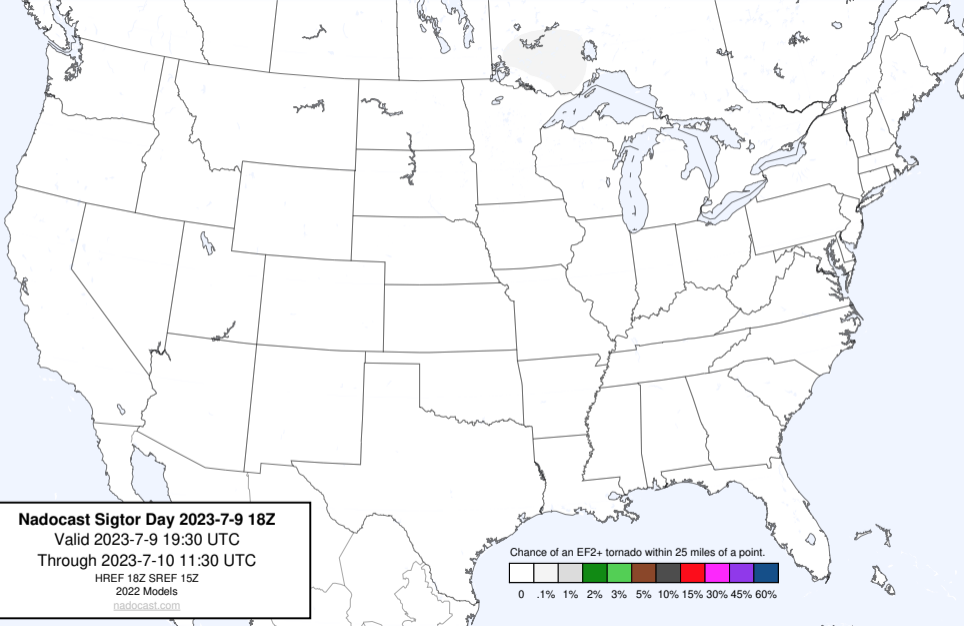 Nadocast Sigtor Day 2023-7-9 18Z
Valid 2023-7-9 19:30 UTC
Through 2023-7-10 11:30 UTC
HREF 18Z SREF 15Z
2022 Models
nadocast.com
Chance of an EF2+ tornado within 25 miles of a point.
0 .1% 1% 2% 3% 5% 10% 15% 30% 45% 60%